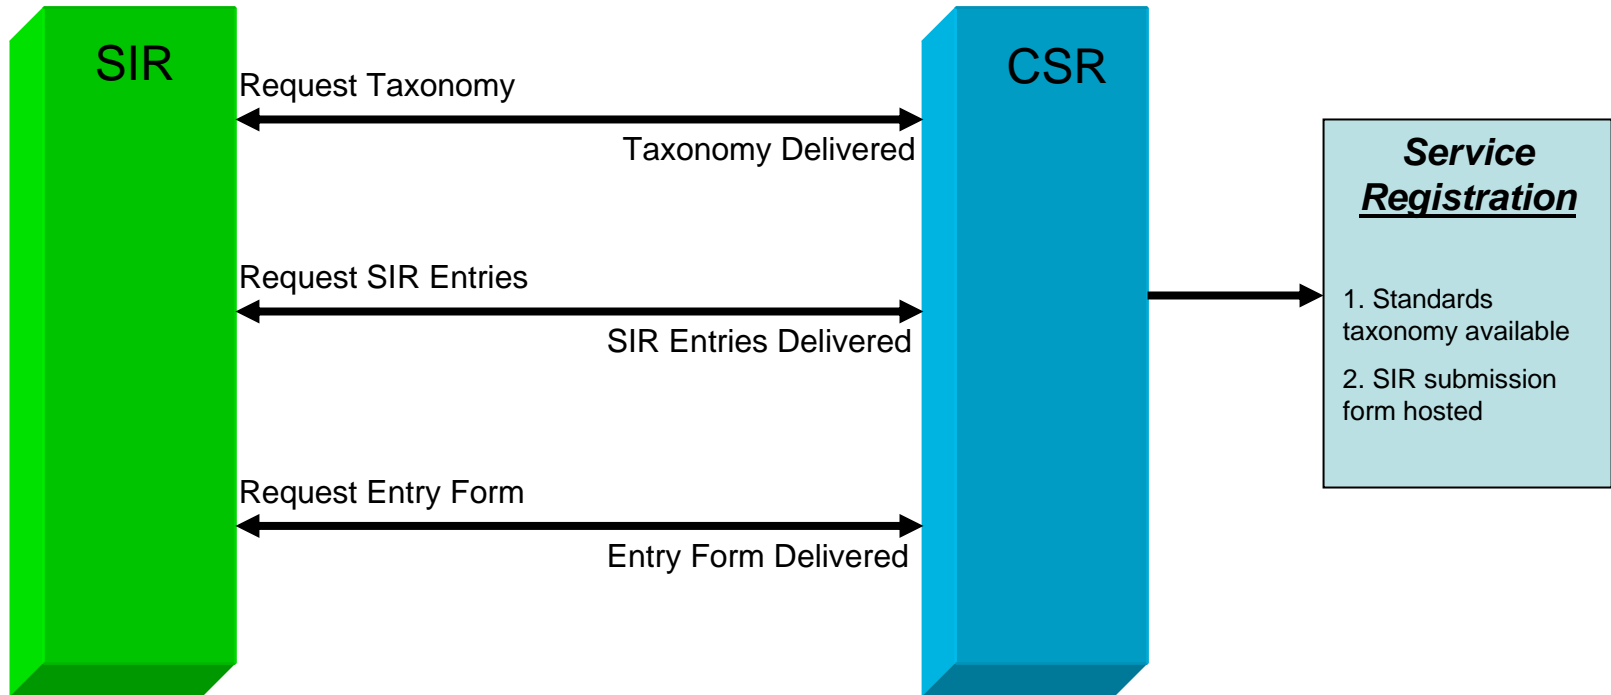 SIR
CSR
Request Taxonomy
Taxonomy Delivered
Request SIR Entries
SIR Entries Delivered
Request Entry Form
Entry Form Delivered
Service
Registration
1. Standards
taxonomy available
2. SIR submission
form hosted